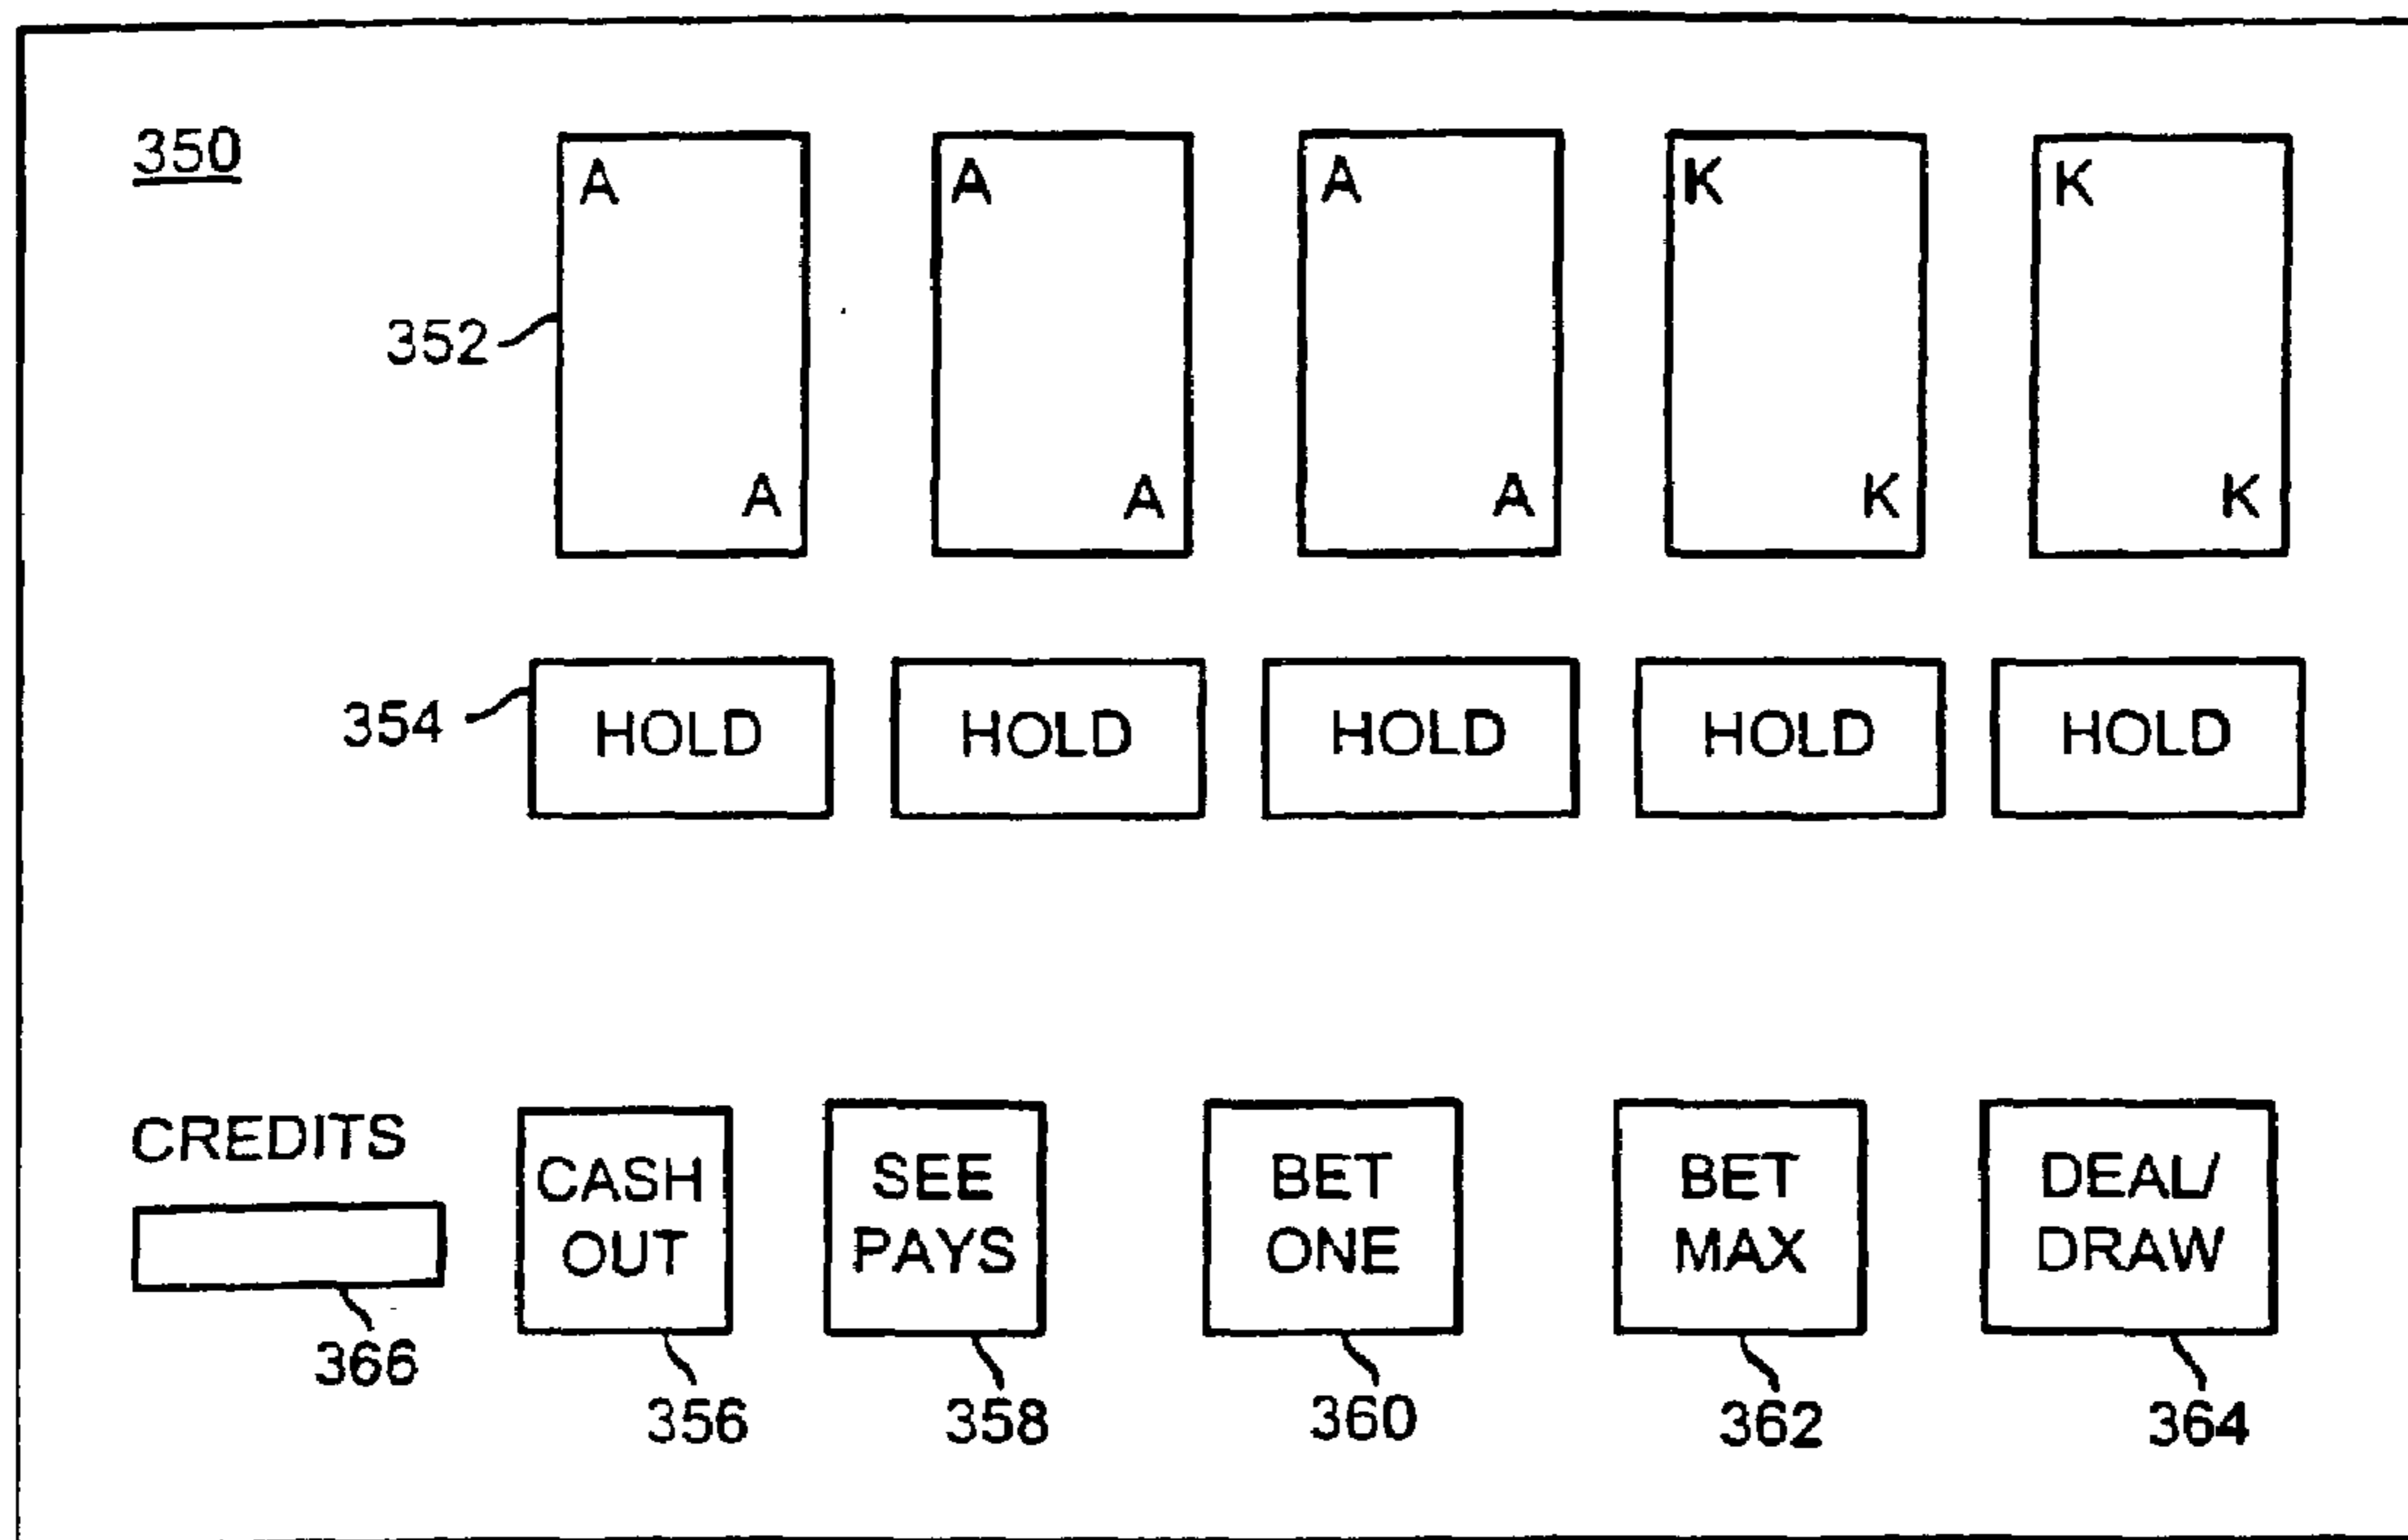 350
A A A K K
352
A A A K K
354
HOLD HOLD HOLD HOLD HOLD
CREDITS
CASH OUT
SEE PAYS
BET ONE
BET MAX
DEAL/ DRAW
366
356 358 360 362 364